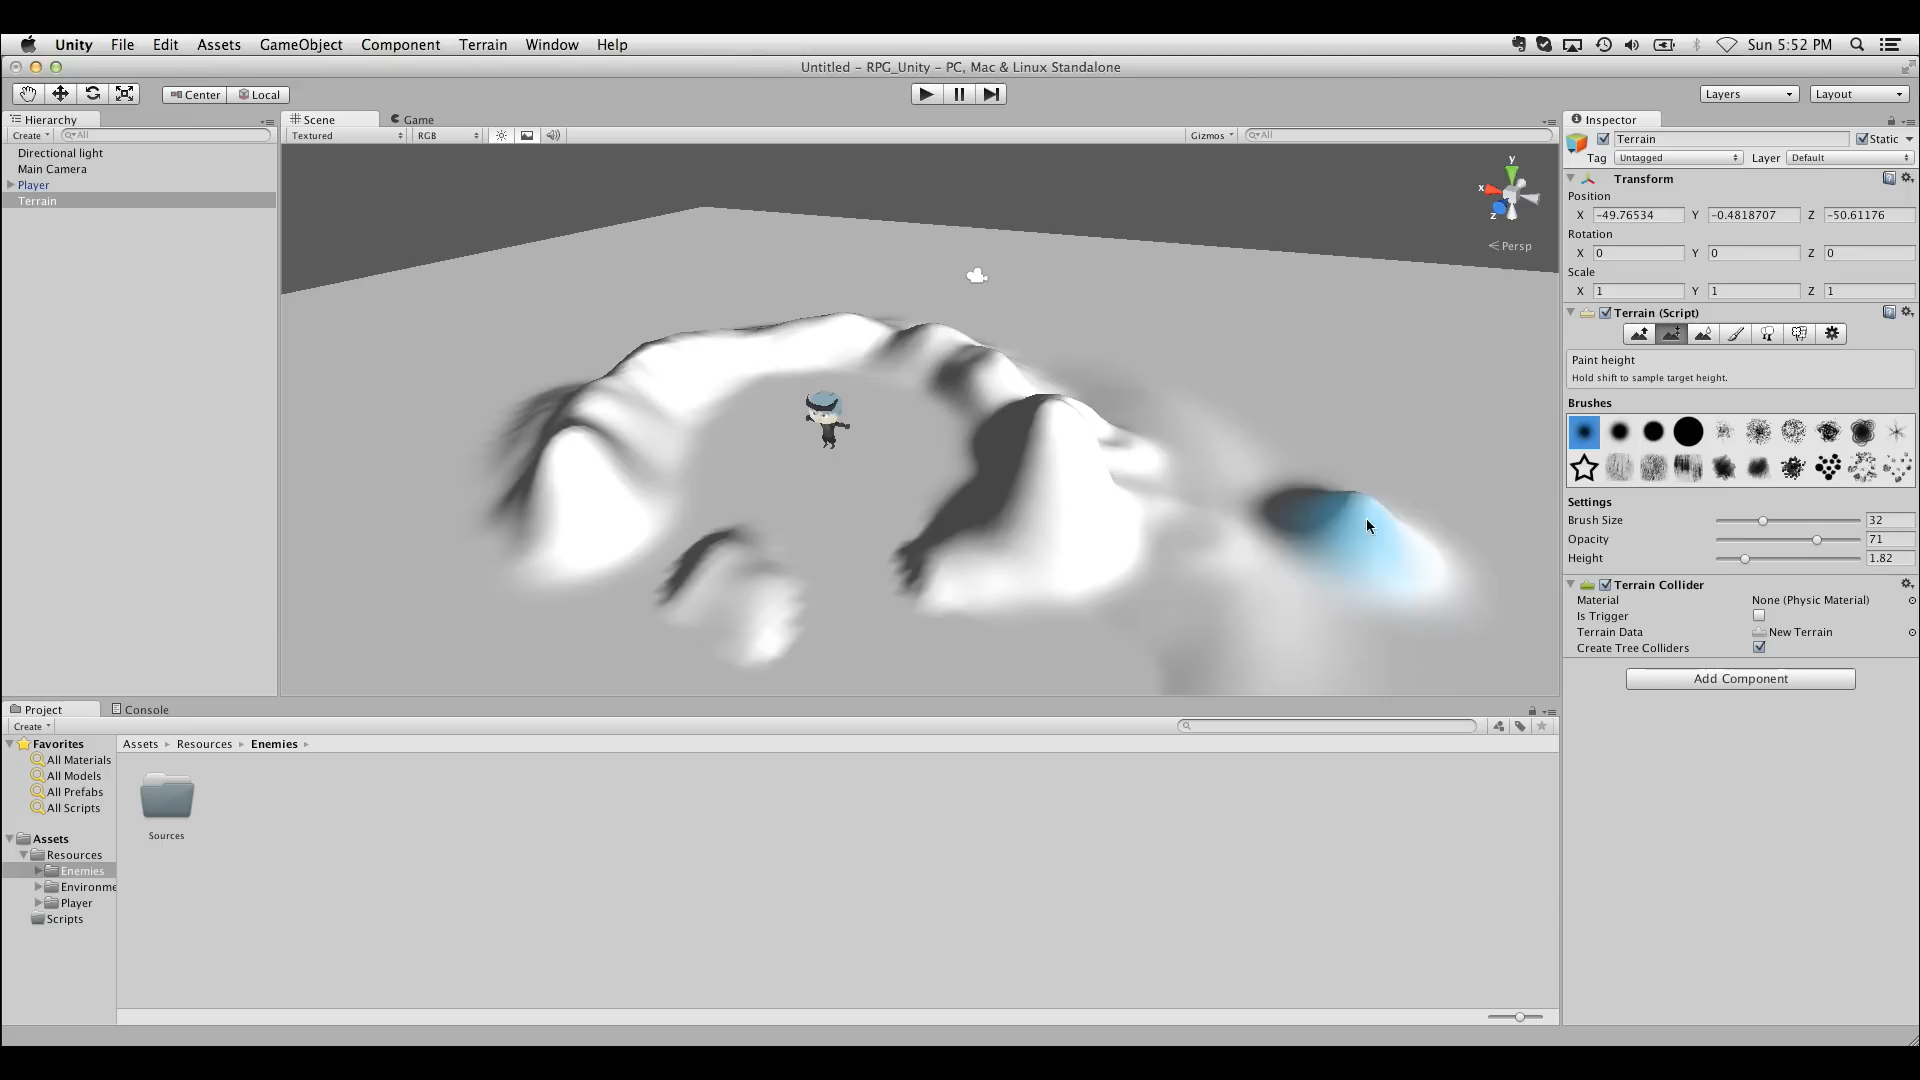 Unity File Edit Assets GameObject Component Terrain Window Help Sun 5:52 PM
Untitled - RPG_Unity - PC, Mac & Linux Standalone
Center Local Layers Layout
Hierarchy
Create All
Directional light
Main Camera
Player
Terrain
Scene Game
Textured RGB Gizmos All
y
x
z
Persp
Inspector
Terrain Static
Tag Untagged Layer Default
Transform
Position
X -49.76534 Y -0.4818707 Z -50.61176
Rotation
X 0 Y 0 Z 0
Scale
X 1 Y 1 Z 1
Terrain (Script)
Paint height
Hold shift to sample target height.
Brushes
Settings
Brush Size 32
Opacity 71
Height 1.82
Terrain Collider
Material None (Physic Material)
Is Trigger
Terrain Data New Terrain
Create Tree Colliders
Add Component
Project Console
Create
Favorites
All Materials
All Models
All Prefabs
All Scripts
Assets
Resources
Enemies
Environme
Player
Scripts
Assets Resources Enemies
Sources